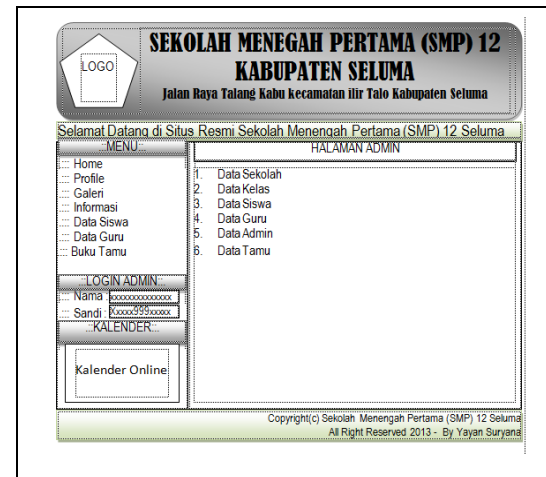 LOGO
SEKOLAH MENEGAH PERTAMA (SMP) 12
KABUPATEN SELUMA
Jalan Raya Talang Kabu kecamatan ilir Talo Kabupaten Seluma
Selamat Datang di Situs Resmi Sekolah Menengah Pertama (SMP) 12 Seluma
..::MENU::..
::: Home
::: Profile
::: Galeri
::: Informasi
::: Data Siswa
::: Data Guru
::: Buku Tamu
..::LOGIN ADMIN::..
::: Nama : xxxxxxxxxxxxx
::: Sandi : Xxxxx999xxxxx
..::KALENDER::..
Kalender Online
HALAMAN ADMIN
1. Data Sekolah
2. Data Kelas
3. Data Siswa
4. Data Guru
5. Data Admin
6. Data Tamu
Copyright(c) Sekolah Menengah Pertama (SMP) 12 Seluma
All Right Reserved 2013 - By Yayan Suryana